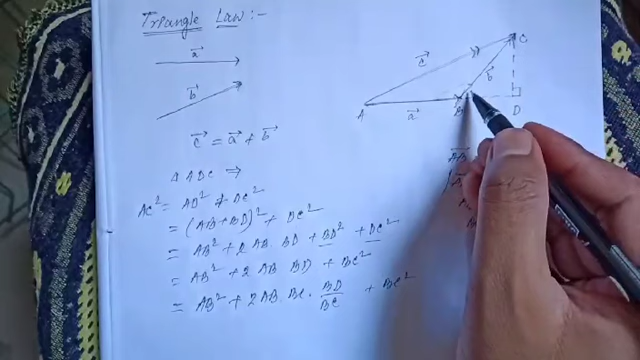 Triangle Law :-
a
b
c = a + b
Δ ADC ⇒
AC² = AD² + DC²
= (AB+BD)² + DC²
= AB² + 2 AB. BD + BD² + DC²
= AB² + 2 AB BD + BC²
= AB² + 2 AB. BC. BD/BC + BC²
C
c
b
A
a
B
D
AB